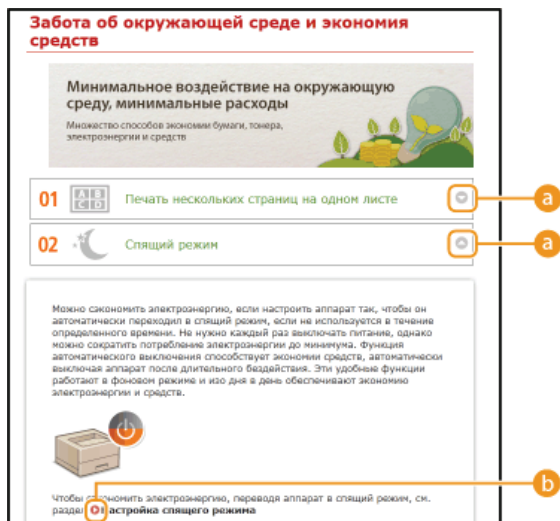 Забота об окружающей среде и экономия
средств
Минимальное воздействие на окружающую
среду, минимальные расходы
Множество способов экономии бумаги, тонера,
электроэнергии и средств
01 A B C D Печать нескольких страниц на одном листе a
02 Спящий режим a
Можно сэкономить электроэнергию, если настроить аппарат так, чтобы он
автоматически переходил в спящий режим, если не используется в течение
определенного времени. Не нужно каждый раз выключать питание, однако
можно сократить потребление электроэнергии до минимума. Функция
автоматического выключения способствует экономии средств, автоматически
выключая аппарат после длительного бездействия. Эти удобные функции
работают в фоновом режиме и изо дня в день обеспечивают экономию
электроэнергии и средств.
b
Чтобы сэкономить электроэнергию, переводя аппарат в спящий режим, см.
раздел Настройка спящего режима